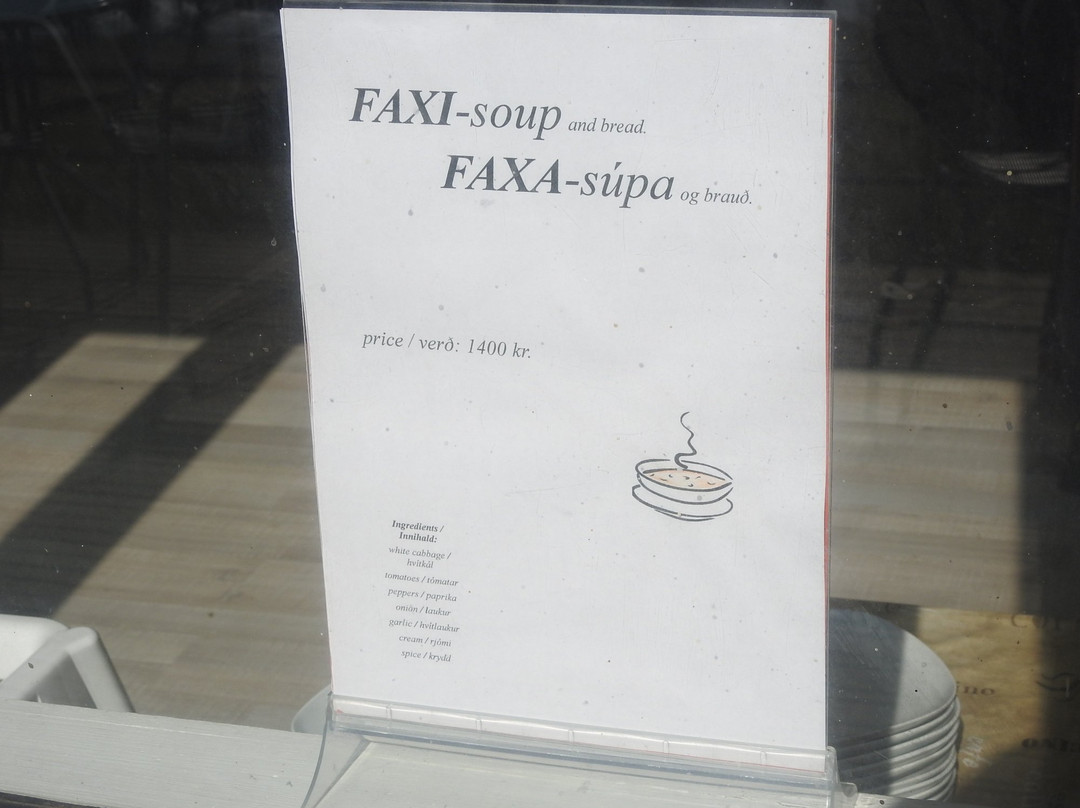 FAXI-soup and bread.
FAXA-súpa og brauð.
price / verð: 1400 kr.
Ingredients /
Innihald:
white cabbage /
hvítkál
tomatoes / tómatar
peppers / paprika
onion / laukur
garlic / hvítlaukur
cream / rjómi
spice / krydd